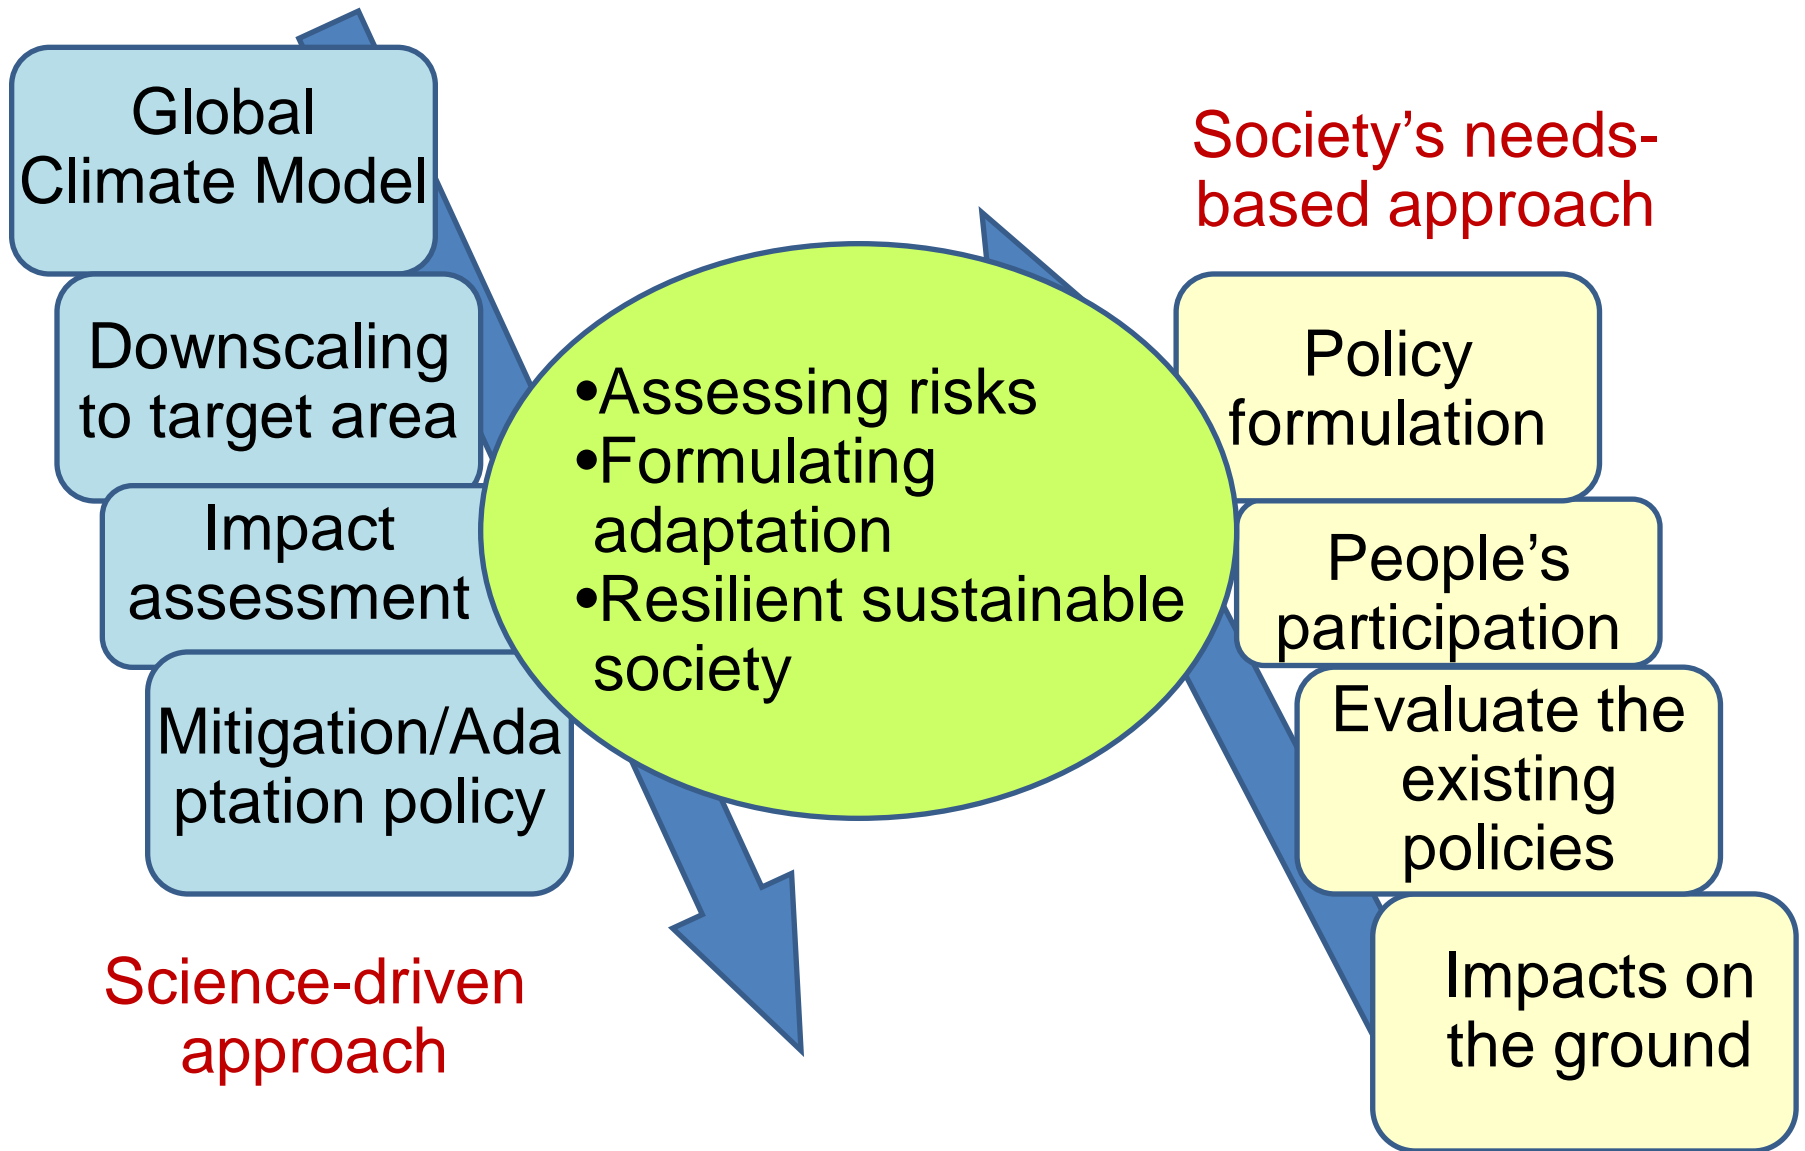 Global
Climate Model
Downscaling
to target area
Impact
assessment
Mitigation/Ada
ptation policy
Science-driven
approach
•Assessing risks
•Formulating
adaptation
•Resilient sustainable
society
Society’s needs-
based approach
Policy
formulation
People’s
participation
Evaluate the
existing
policies
Impacts on
the ground